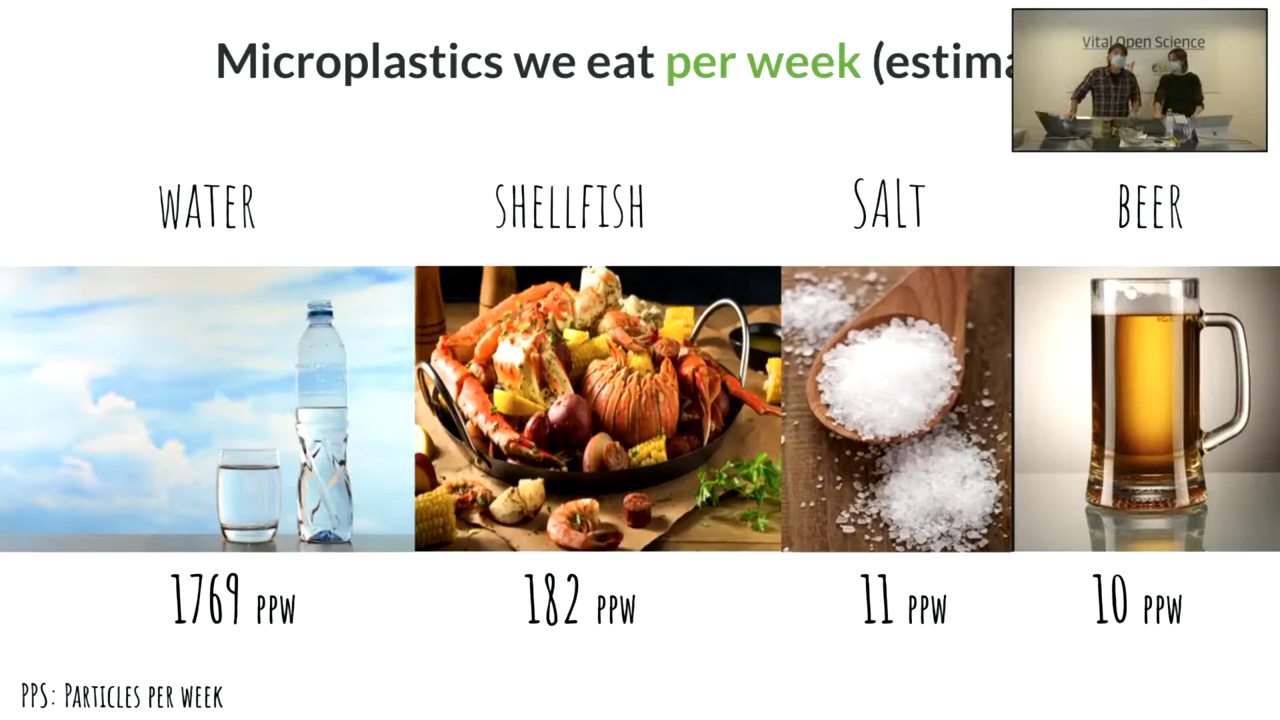 Microplastics we eat per week (estima
Vital Open Science
WATER
SHELLFISH
SALT
BEER
1769 PPW
182 PPW
11 PPW
10 PPW
PPS: PARTICLES PER WEEK